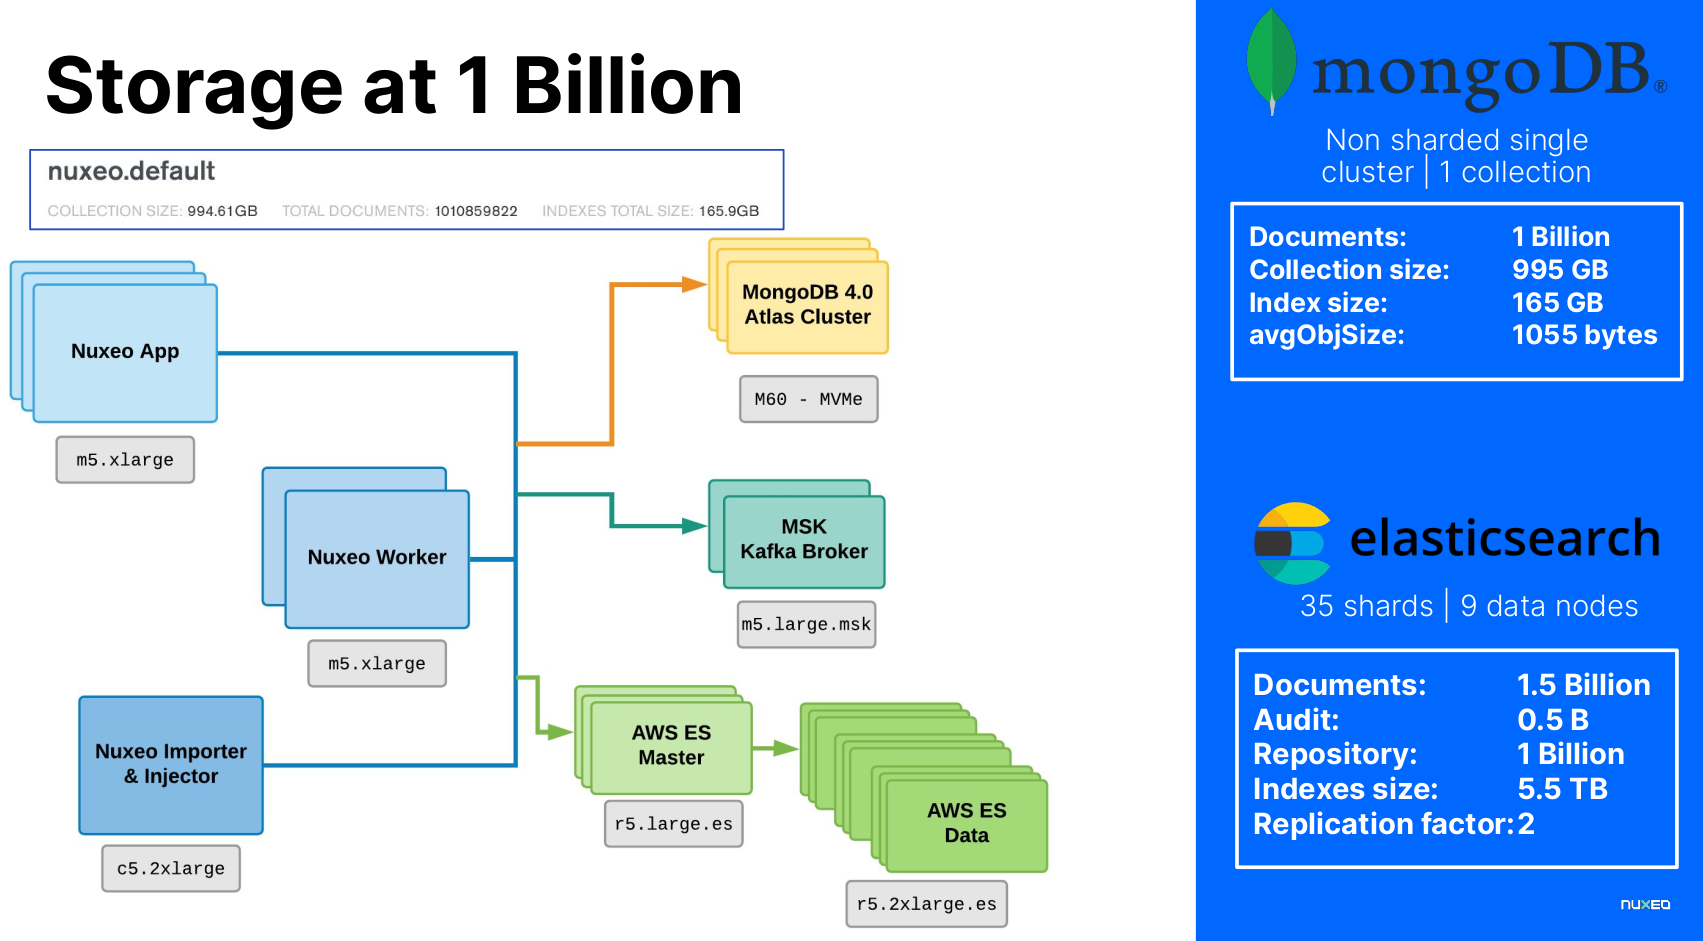 Storage at 1 Billion
nuxeo.default
COLLECTION SIZE: 994.61GB TOTAL DOCUMENTS: 1010859822 INDEXES TOTAL SIZE: 165.9GB
Nuxeo App
m5.xlarge
Nuxeo Worker
m5.xlarge
Nuxeo Importer
& Injector
c5.2xlarge
MongoDB 4.0
Atlas Cluster
M60 - MVMe
MSK
Kafka Broker
m5.large.msk
AWS ES
Master
r5.large.es
AWS ES
Data
r5.2xlarge.es
mongoDB®
Non sharded single
cluster | 1 collection
Documents: 1 Billion
Collection size: 995 GB
Index size: 165 GB
avgObjSize: 1055 bytes
elasticsearch
35 shards | 9 data nodes
Documents: 1.5 Billion
Audit: 0.5 B
Repository: 1 Billion
Indexes size: 5.5 TB
Replication factor: 2
nuxeo